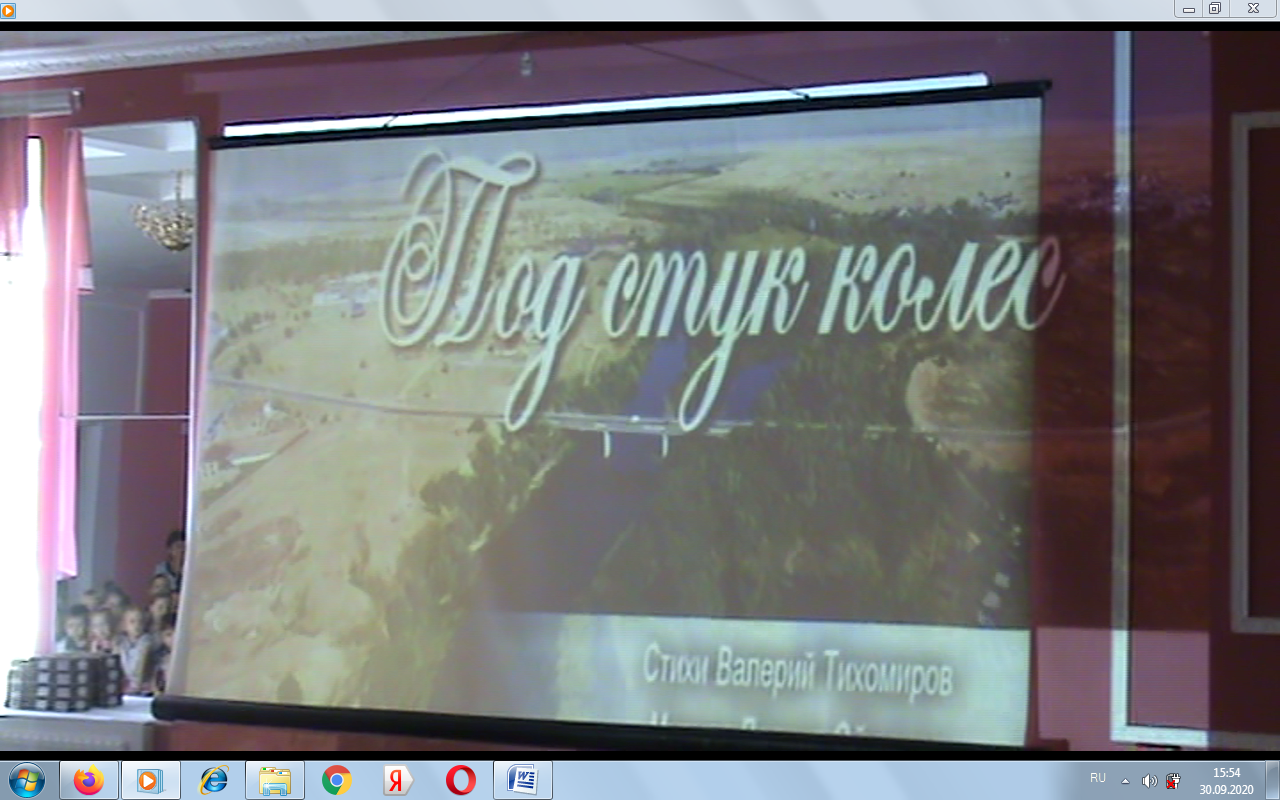 Под стук колес
Стихи Валерий Тихомиров
RU
15:54
30.09.2020